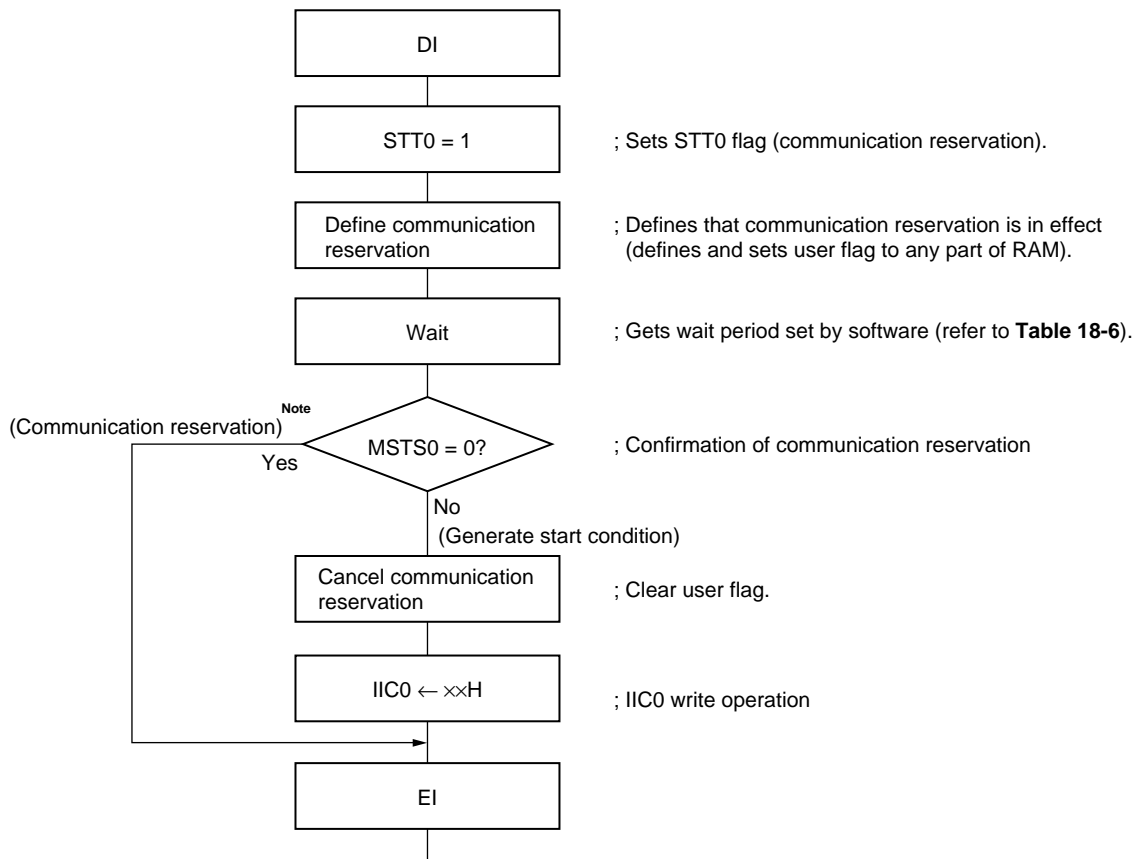 DI
STT0 = 1
; Sets STT0 flag (communication reservation).
Define communication
reservation
; Defines that communication reservation is in effect
(defines and sets user flag to any part of RAM).
Wait
; Gets wait period set by software (refer to Table 18-6).
(Communication reservation)Note
MSTS0 = 0?
; Confirmation of communication reservation
Yes
No
(Generate start condition)
Cancel communication
reservation
; Clear user flag.
IIC0 ← ××H
; IIC0 write operation
EI